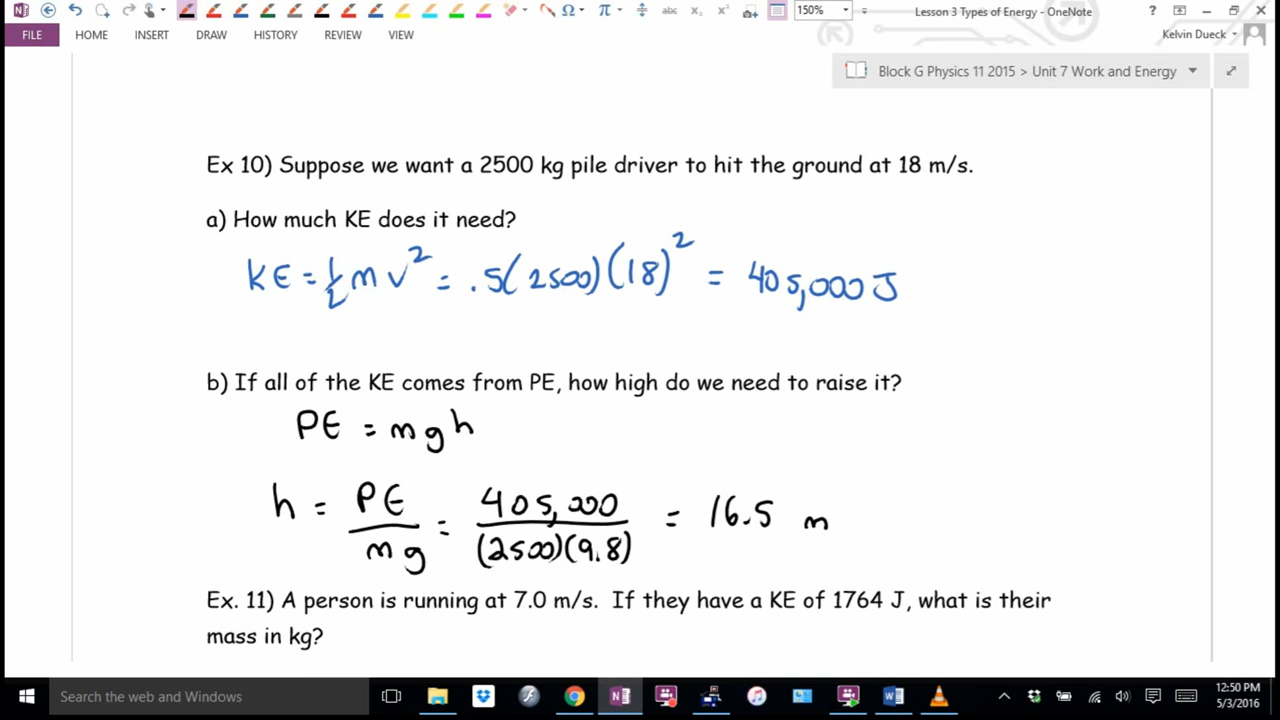 150%
Lesson 3 Types of Energy - OneNote
FILE HOME INSERT DRAW HISTORY REVIEW VIEW
Kelvin Dueck
Block G Physics 11 2015 > Unit 7 Work and Energy
Ex 10) Suppose we want a 2500 kg pile driver to hit the ground at 18 m/s.
a) How much KE does it need?
KE = ½ m v² = .5(2500)(18)² = 405,000 J
b) If all of the KE comes from PE, how high do we need to raise it?
PE = mgh
h = PE/mg = 405,000/(2500)(9.8) = 16.5 m
Ex. 11) A person is running at 7.0 m/s. If they have a KE of 1764 J, what is their
mass in kg?
Search the web and Windows
12:50 PM
5/3/2016